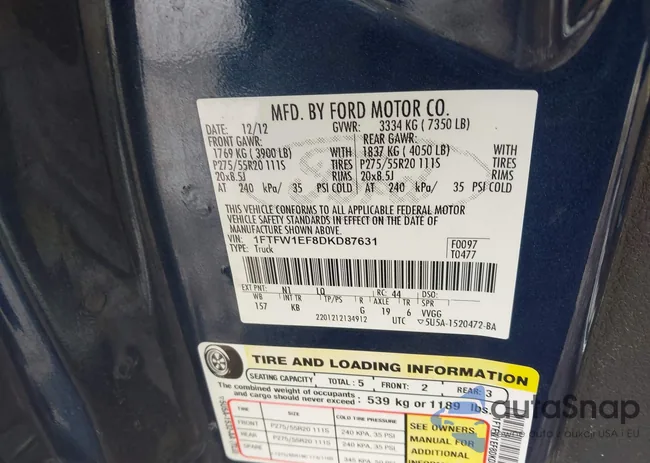 MFD. BY FORD MOTOR CO.
DATE: 12/12 GVWR: 3334 KG ( 7350 LB)
FRONT GAWR: REAR GAWR:
1769 KG (3900 LB) WITH 1837 KG ( 4050 LB) WITH
P275/55R20 111S TIRES P275/55R20 111S TIRES
20x8.5J RIMS 20x8.5J RIMS
AT 240 kPa/ 35 PSI COLD AT 240 kPa/ 35 PSI COLD
THIS VEHICLE CONFORMS TO ALL APPLICABLE FEDERAL MOTOR
VEHICLE SAFETY STANDARDS IN EFFECT ON THE DATE OF
MANUFACTURE SHOWN ABOVE.
VIN: 1FTFW1EF8DKD87631 F0097
TYPE: Truck T0477
EXT PNT: N1 LQ RC: 44 DSO:
WB INT TR TP/PS R AXLE TR SPR
157 KB G 19 6 VVGG
2201212134912 UTC 5U5A-1520472-BA
TIRE AND LOADING INFORMATION
SEATING CAPACITY TOTAL: 5 FRONT: 2 REAR: 3
The combined weight of occupants
and cargo should never exceed: 539 kg or 1189 lbs.
TIRE SIZE COLD TIRE PRESSURE
FRONT P275/55R20 111S 240 KPA, 35 PSI
REAR P275/55R20 111S 240 KPA, 35 PSI
SPARE
SEE OWNERS
MANUAL FOR
ADDITIONAL
autaSnap